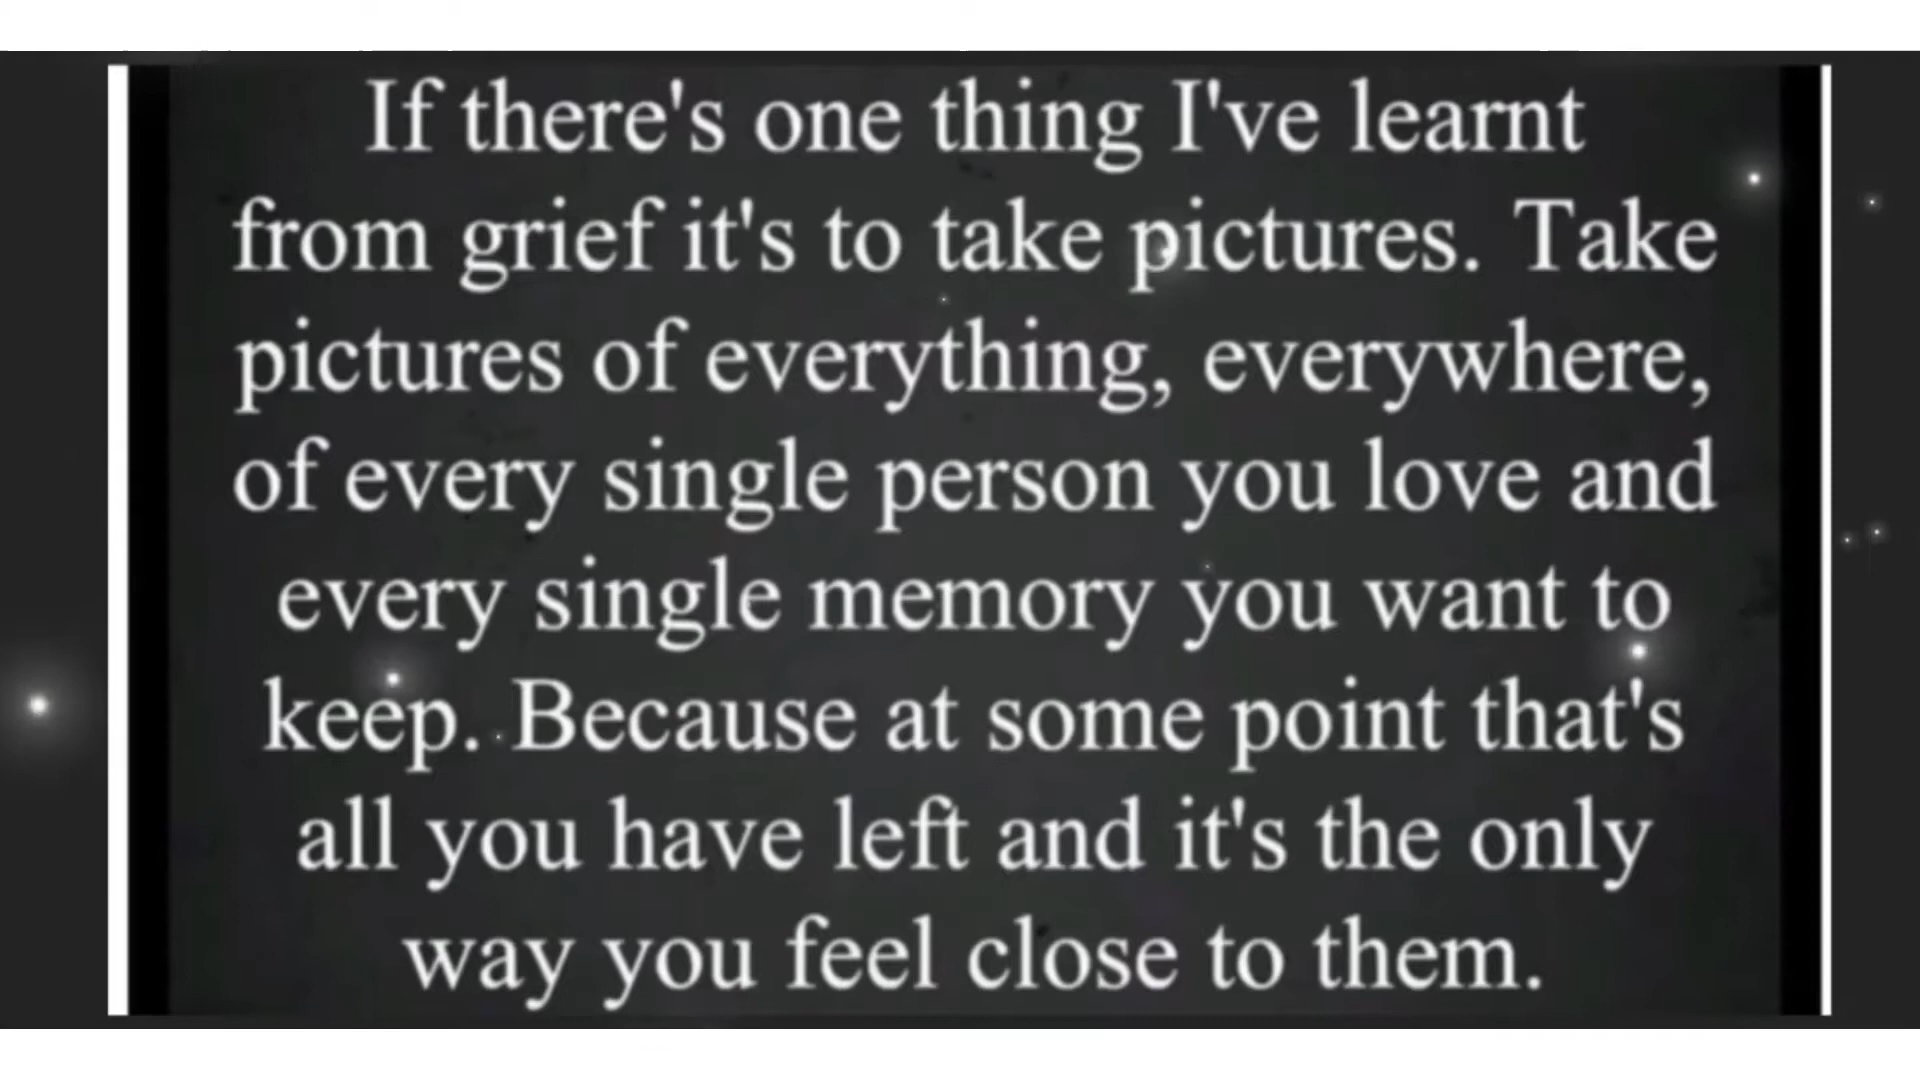 If there's one thing I've learnt
from grief it's to take pictures. Take
pictures of everything, everywhere,
of every single person you love and
every single memory you want to
keep. Because at some point that's
all you have left and it's the only
way you feel close to them.